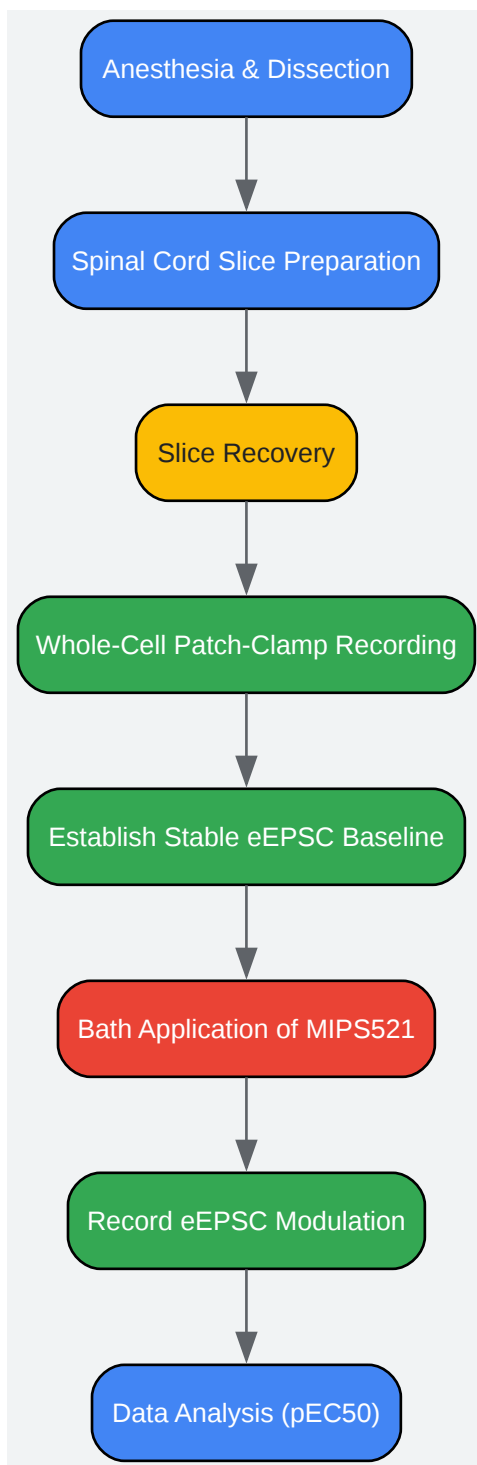 Anesthesia & Dissection
Spinal Cord Slice Preparation
Slice Recovery
Whole-Cell Patch-Clamp Recording
Establish Stable eEPSC Baseline
Bath Application of MIPS521
Record eEPSC Modulation
Data Analysis (pEC50)